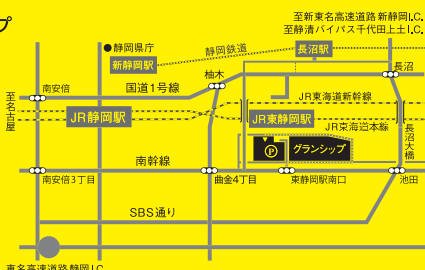 プ
至新東名高速道路 新静岡I.C.
至静清バイパス千代田上土I.C.
●静岡県庁
静岡鉄道
長沼駅
新静岡駅
長沼
柚木
国道1号線
南安倍
至名古屋
JR東海道新幹線
JR静岡駅
JR東静岡駅
JR東海道本線
長沼大橋
P
グランシップ
南幹線
南安倍3丁目
曲金4丁目
東静岡駅南口
池田
SBS通り
東名高速道路静岡I.C.